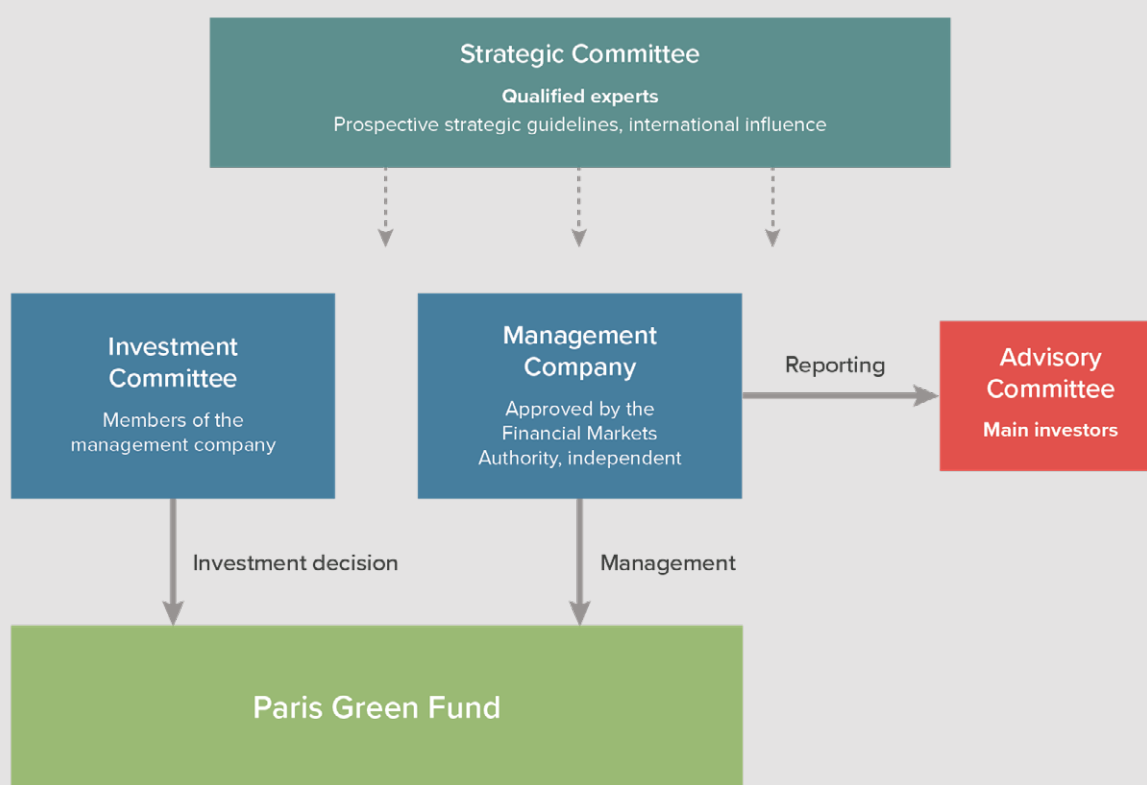 Strategic Committee
Qualified experts
Prospective strategic guidelines, international influence
Investment
Committee
Members of the
management company
Management
Company
Approved by the
Financial Markets
Authority, independent
Reporting
Advisory
Committee
Main investors
Investment decision
Management
Paris Green Fund